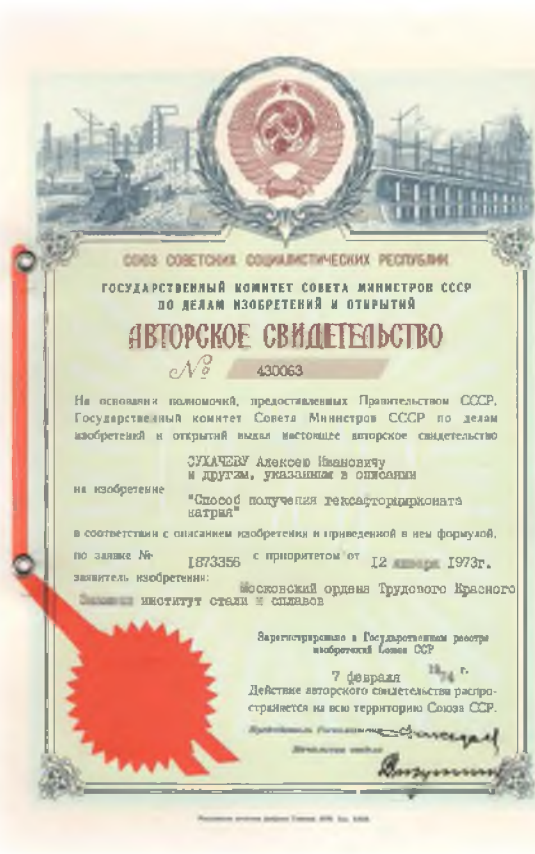 СОЮЗ СОВЕТСКИХ СОЦИАЛИСТИЧЕСКИХ РЕСПУБЛИК
ГОСУДАРСТВЕННЫЙ КОМИТЕТ СОВЕТА МИНИСТРОВ СССР
ПО ДЕЛАМ ИЗОБРЕТЕНИЙ И ОТКРЫТИЙ
АВТОРСКОЕ СВИДЕТЕЛЬСТВО
№ 430063
На основании полномочий, предоставленных Правительством СССР,
Государственный комитет Совета Министров СССР по делам
изобретений и открытий выдал настоящее авторское свидетельство
СУХАЧЕВУ Алексею Ивановичу
и другим, указанным в описании
на изобретение
"Способ получения гексафторцирконата
натрия"
в соответствии с описанием изобретения и приведенной в нем формулой,
по заявке № 1873356 с приоритетом от 12 января 1973г.
заявитель изобретения:
Московский ордена Трудового Красного
институт стали и сплавов
Зарегистрировано в Государственном реестре
изобретений Союза ССР
7 февраля 1974 г.
Действие авторского свидетельства распро-
страняется на всю территорию Союза ССР.
Председатель Госкомитета
Начальник отдела